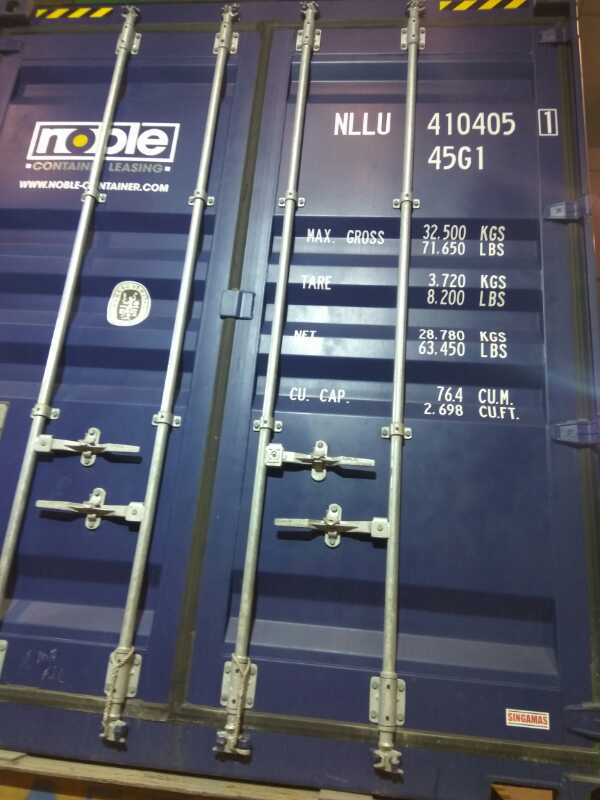 noble
CONTAINER LEASING
WWW.NOBLE-CONTAINER.COM
NLLU 410405 1
45G1
MAX. GROSS 32.500 KGS
71.650 LBS
TARE 3.720 KGS
8.200 LBS
NET 28.780 KGS
63.450 LBS
CU. CAP. 76.4 CU.M.
2.698 CU.FT.
SINGAMAS